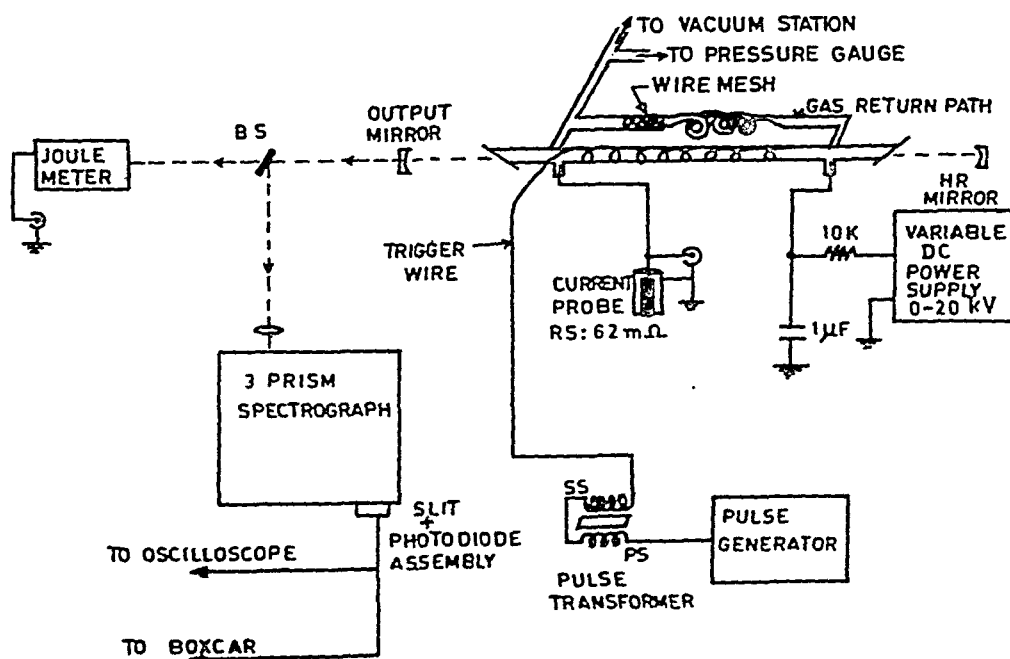 TO VACUUM STATION
TO PRESSURE GAUGE
WIRE MESH
GAS RETURN PATH
OUTPUT
MIRROR
BS
JOULE
METER
HR
MIRROR
TRIGGER
WIRE
CURRENT
PROBE
RS: 62mΩ
10K
1μF
VARIABLE
DC
POWER
SUPPLY
0-20 kV
3 PRISM
SPECTROGRAPH
SLIT
+
PHOTODIODE
ASSEMBLY
TO OSCILLOSCOPE
TO BOXCAR
SS
PS
PULSE
TRANSFORMER
PULSE
GENERATOR